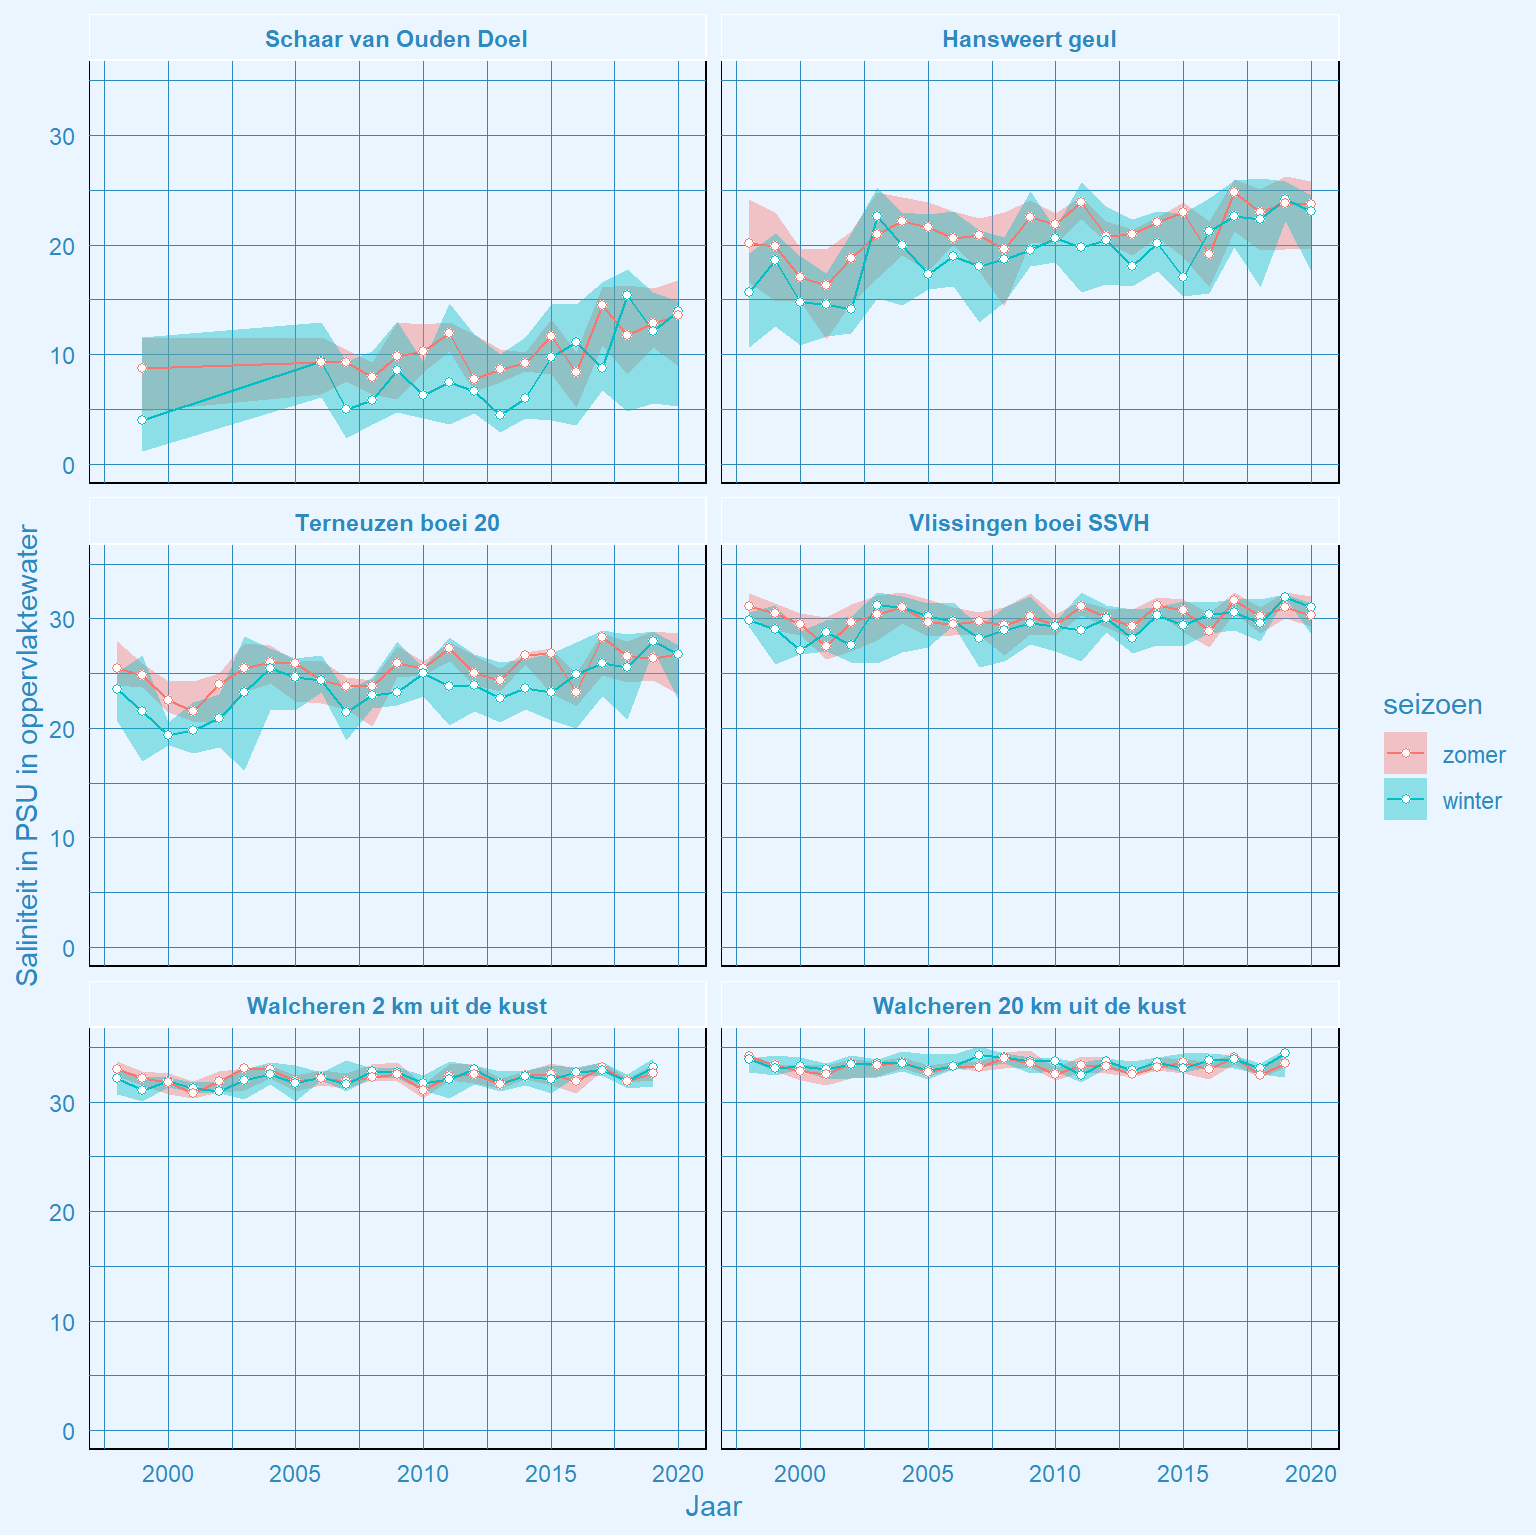 Schaar van Ouden Doel
Hansweert geul
30
20
10
0
Terneuzen boei 20
Vlissingen boei SSVH
30
20
10
0
Saliniteit in PSU in oppervlaktewater
seizoen
zomer
winter
Walcheren 2 km uit de kust
Walcheren 20 km uit de kust
30
20
10
0
2000 2005 2010 2015 2020
2000 2005 2010 2015 2020
Jaar